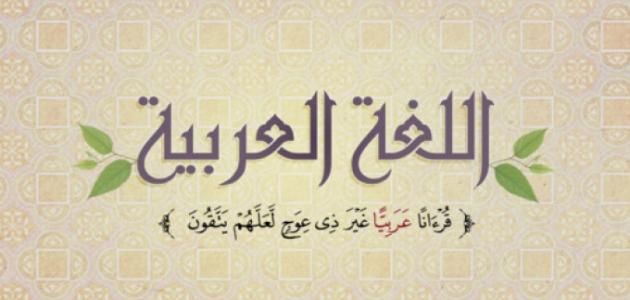 اللغة العربية
﴿ قُرْءَانًا عَرَبِيًّا غَيْرَ ذِى عِوَجٍ لَّعَلَّهُمْ يَتَّقُونَ ﴾